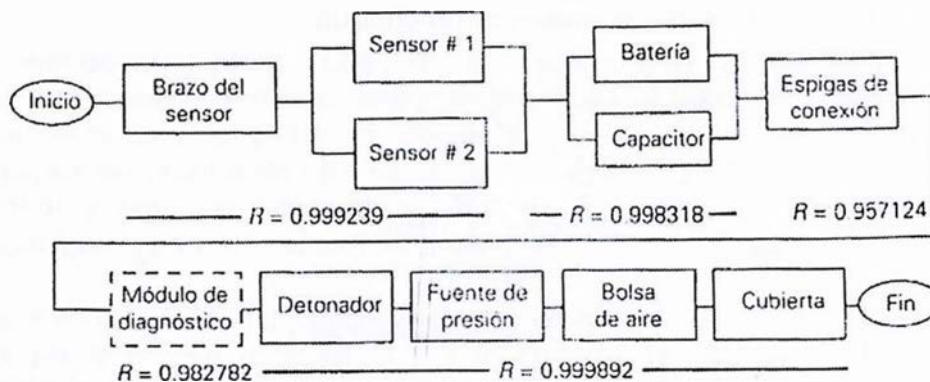 Inicio
Brazo del
sensor
Sensor # 1
Sensor # 2
Batería
Capacitor
Espigas de
conexión
R = 0.999239
R = 0.998318
R = 0.957124
Módulo de
diagnóstico
Detonador
Fuente de
presión
Bolsa
de aire
Cubierta
Fin
R = 0.982782
R = 0.999892